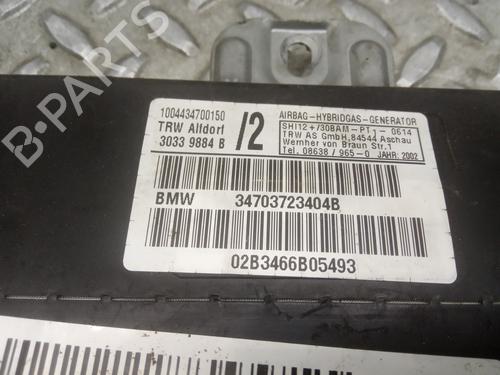 1004434700150
TRW Alfdorf
3033 9884 B
/2
AIRBAG-HYBRIDGAS-GENERATOR
SHI12+/30BAM-PT1-0614
TRW AS GmbH,84544 Aschau
Wernher von Braun Str.1
Tel. 08638/965-0 JAHR:2002
BMW 34703723404B
02B3466B05493
B-PARTS